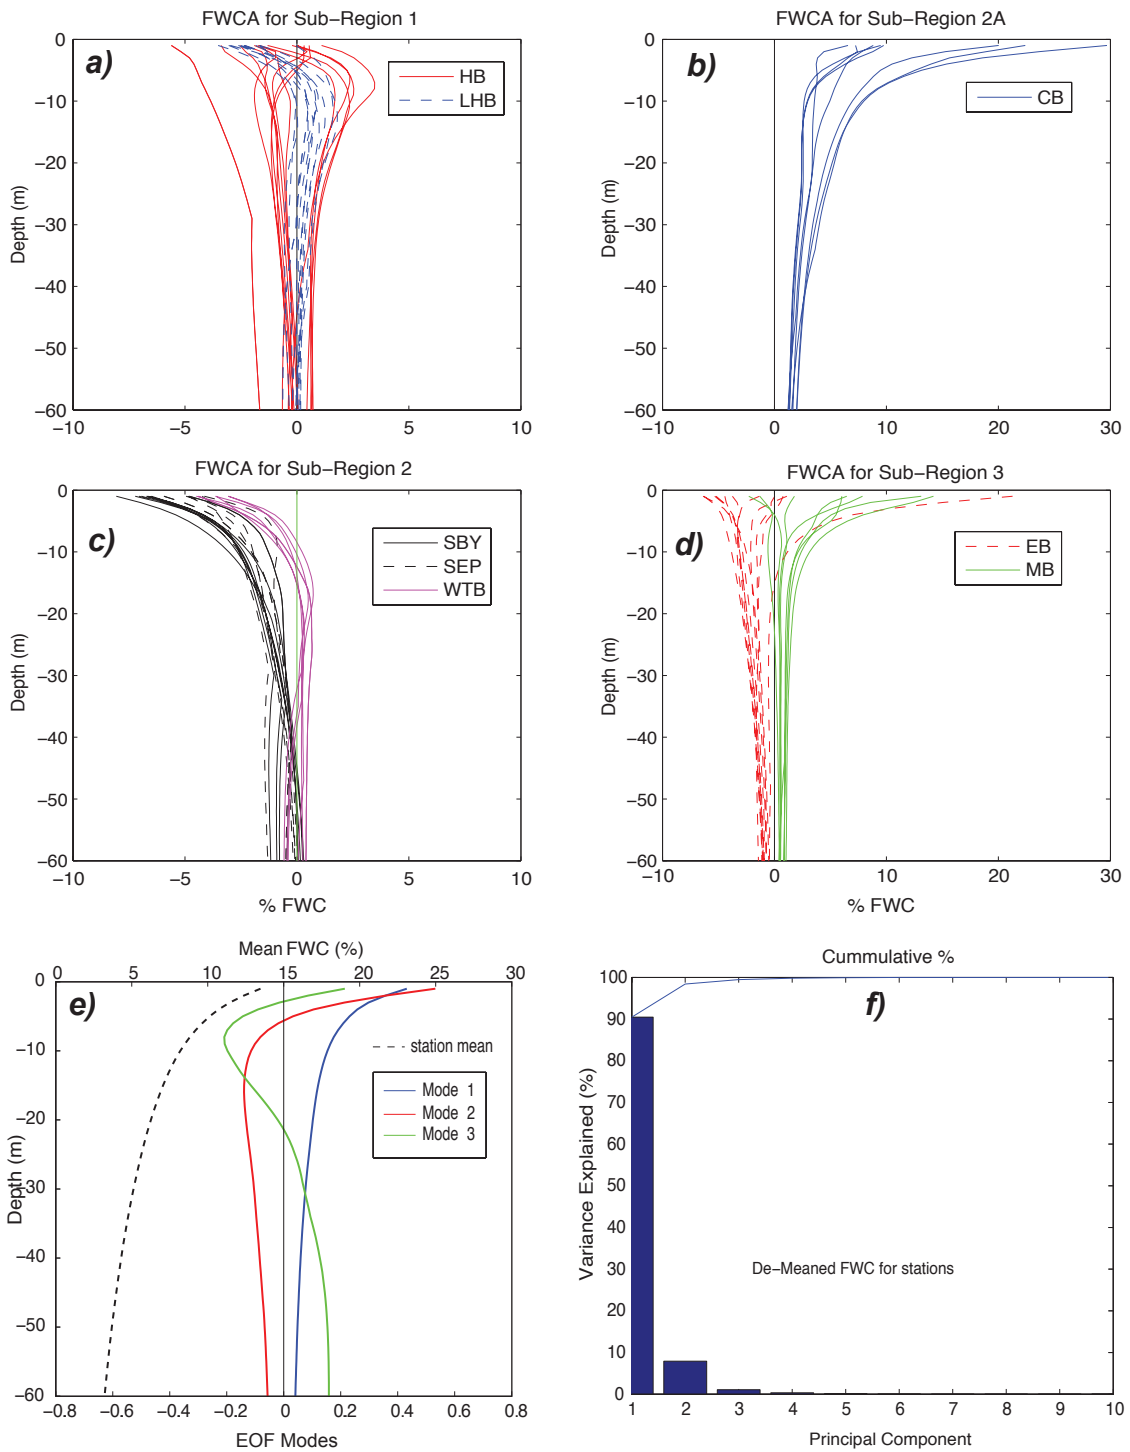 FWCA for Sub-Region 1
a)
HB
LHB
Depth (m)
0
-10
-20
-30
-40
-50
-60
-10
-5
0
5
10
FWCA for Sub-Region 2A
b)
CB
Depth (m)
0
-10
-20
-30
-40
-50
-60
-10
0
10
20
30
FWCA for Sub-Region 2
c)
SBY
SEP
WTB
Depth (m)
0
-10
-20
-30
-40
-50
-60
-10
-5
0
5
10
% FWC
FWCA for Sub-Region 3
d)
EB
MB
Depth (m)
0
-10
-20
-30
-40
-50
-60
-10
0
10
20
30
% FWC
Mean FWC (%)
0
5
10
15
20
25
30
e)
station mean
Mode 1
Mode 2
Mode 3
Depth (m)
0
-10
-20
-30
-40
-50
-60
-0.8
-0.6
-0.4
-0.2
0
0.2
0.4
0.6
0.8
EOF Modes
Cummulative %
f)
De-Meaned FWC for stations
Variance Explained (%)
100
90
80
70
60
50
40
30
20
10
0
1
2
3
4
5
6
7
8
9
10
Principal Component